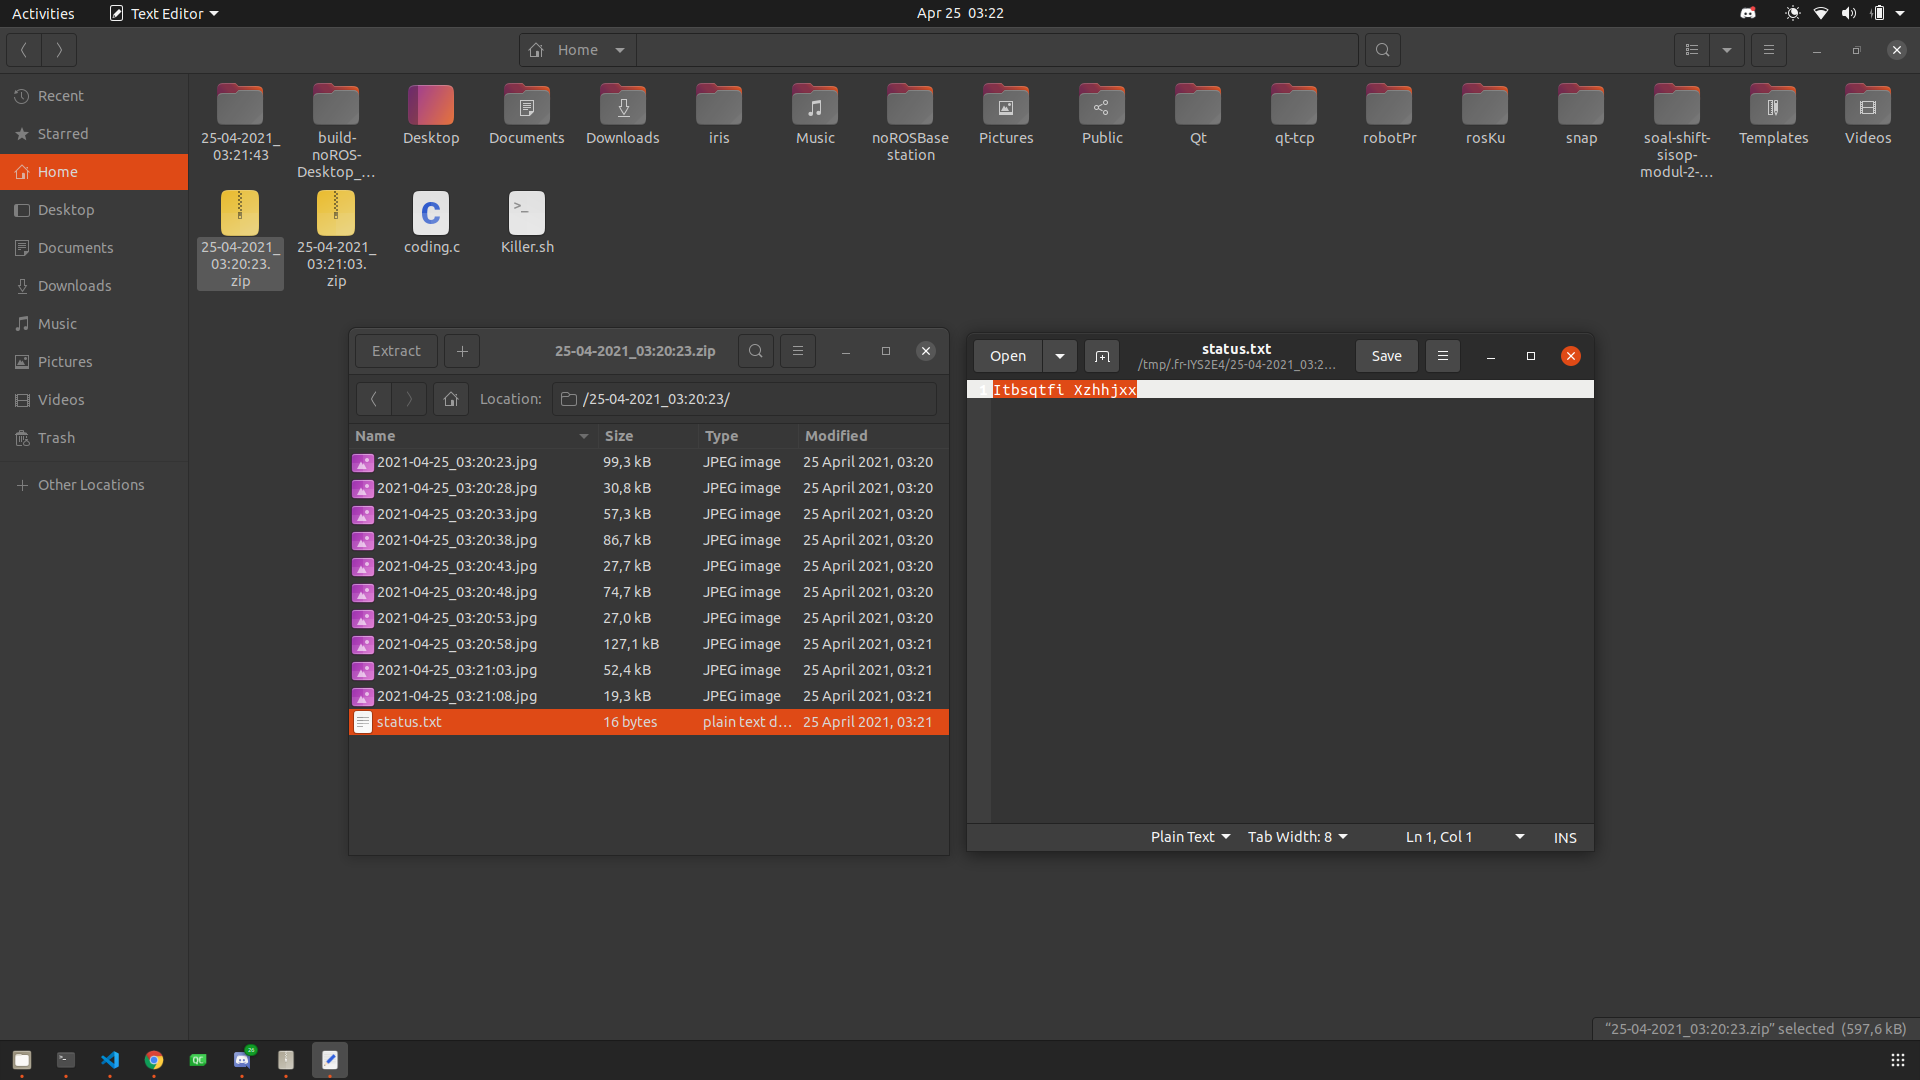 Activities
Text Editor
Apr 25 03:22
Home
Recent
Starred
Home
Desktop
Documents
Downloads
Music
Pictures
Videos
Trash
Other Locations
25-04-2021_
03:21:43
build-
noROS-
Desktop_...
Desktop
Documents
Downloads
iris
Music
noROSBase
station
Pictures
Public
Qt
qt-tcp
robotPr
rosKu
snap
soal-shift-
sisop-
modul-2-...
Templates
Videos
25-04-2021_
03:20:23.
zip
25-04-2021_
03:21:03.
zip
coding.c
Killer.sh
Extract
25-04-2021_03:20:23.zip
Location:
/25-04-2021_03:20:23/
Name Size Type Modified
2021-04-25_03:20:23.jpg 99,3 kB JPEG image 25 April 2021, 03:20
2021-04-25_03:20:28.jpg 30,8 kB JPEG image 25 April 2021, 03:20
2021-04-25_03:20:33.jpg 57,3 kB JPEG image 25 April 2021, 03:20
2021-04-25_03:20:38.jpg 86,7 kB JPEG image 25 April 2021, 03:20
2021-04-25_03:20:43.jpg 27,7 kB JPEG image 25 April 2021, 03:20
2021-04-25_03:20:48.jpg 74,7 kB JPEG image 25 April 2021, 03:20
2021-04-25_03:20:53.jpg 27,0 kB JPEG image 25 April 2021, 03:20
2021-04-25_03:20:58.jpg 127,1 kB JPEG image 25 April 2021, 03:21
2021-04-25_03:21:03.jpg 52,4 kB JPEG image 25 April 2021, 03:21
2021-04-25_03:21:08.jpg 19,3 kB JPEG image 25 April 2021, 03:21
status.txt 16 bytes plain text d... 25 April 2021, 03:21
Open
status.txt
/tmp/.fr-IYS2E4/25-04-2021_03:2...
Save
1 Itbsqtfi Xzhhjxx
Plain Text Tab Width: 8 Ln 1, Col 1 INS
"25-04-2021_03:20:23.zip" selected (597,6 kB)
>_
C
QC
26